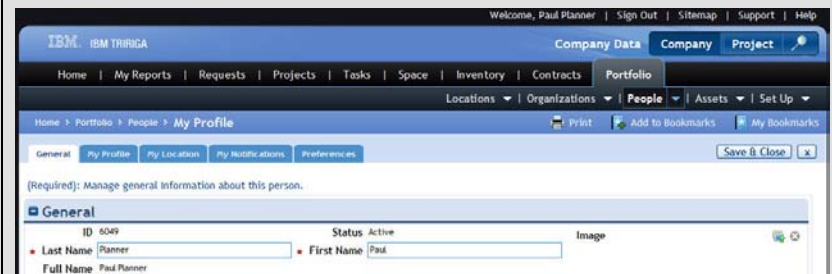 Welcome, Paul Planner | Sign Out | Sitemap | Support | Help
IBM. IBM TRIRIGA
Company Data Company Project
Home | My Reports | Requests | Projects | Tasks | Space | Inventory | Contracts Portfolio
Locations | Organizations | People | Assets | Set Up
Home > Portfolio > People > My Profile Print Add to Bookmarks My Bookmarks
General My Profile My Location My Notifications Preferences Save & Close x
(Required): Manage general information about this person.
General
ID 6049 Status Active Image
Last Name Planner First Name Paul
Full Name Paul Planner